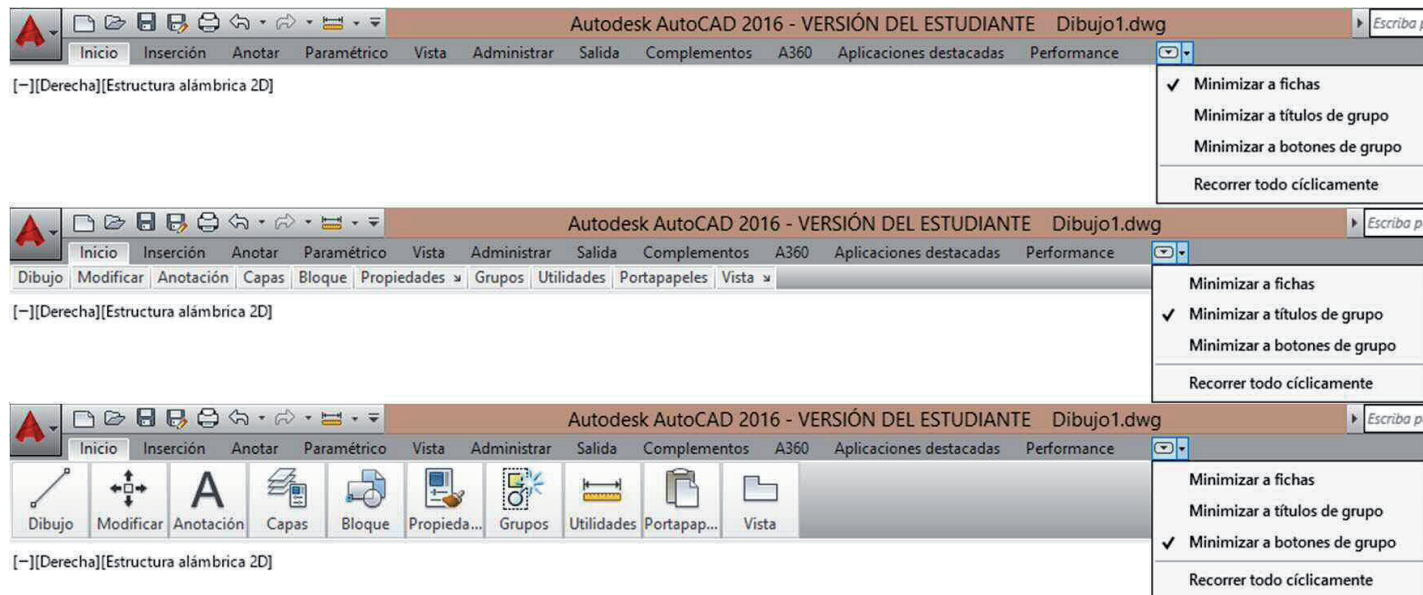 Autodesk AutoCAD 2016 - VERSIÓN DEL ESTUDIANTE Dibujo1.dwg Escriba
Inicio Inserción Anotar Paramétrico Vista Administrar Salida Complementos A360 Aplicaciones destacadas Performance
[−][Derecha][Estructura alámbrica 2D]
✓ Minimizar a fichas
Minimizar a títulos de grupo
Minimizar a botones de grupo
Recorrer todo cíclicamente
Autodesk AutoCAD 2016 - VERSIÓN DEL ESTUDIANTE Dibujo1.dwg Escriba
Inicio Inserción Anotar Paramétrico Vista Administrar Salida Complementos A360 Aplicaciones destacadas Performance
Dibujo Modificar Anotación Capas Bloque Propiedades Grupos Utilidades Portapapeles Vista
[−][Derecha][Estructura alámbrica 2D]
Minimizar a fichas
✓ Minimizar a títulos de grupo
Minimizar a botones de grupo
Recorrer todo cíclicamente
Autodesk AutoCAD 2016 - VERSIÓN DEL ESTUDIANTE Dibujo1.dwg Escriba
Inicio Inserción Anotar Paramétrico Vista Administrar Salida Complementos A360 Aplicaciones destacadas Performance
Dibujo Modificar Anotación Capas Bloque Propieda... Grupos Utilidades Portapap... Vista
[−][Derecha][Estructura alámbrica 2D]
Minimizar a fichas
Minimizar a títulos de grupo
✓ Minimizar a botones de grupo
Recorrer todo cíclicamente